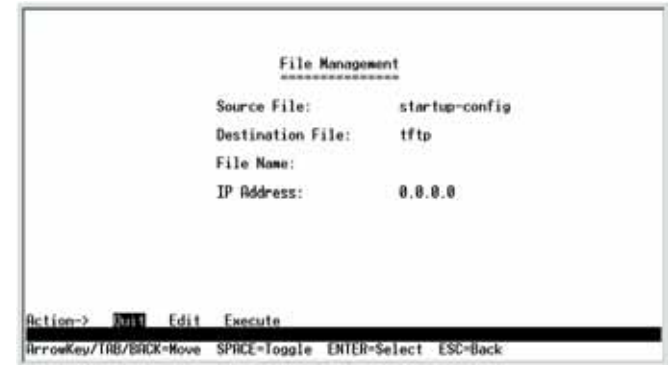 File Management
===============
Source File: startup-config
Destination File: tftp
File Name:
IP Address: 0.0.0.0
Action-> Quit Edit Execute
ArrowKey/TAB/BACK=Move SPACE=Toggle ENTER=Select ESC=Back